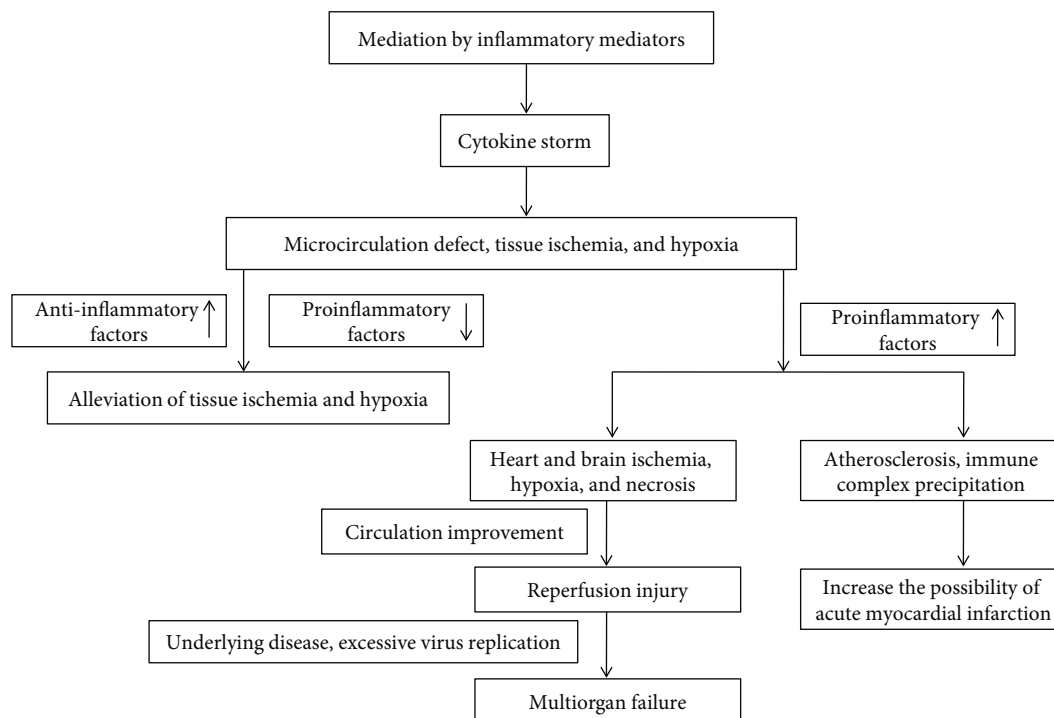 Mediation by inflammatory mediators
Cytokine storm
Microcirculation defect, tissue ischemia, and hypoxia
Anti-inflammatory
factors
Proinflammatory
factors
Proinflammatory
factors
Alleviation of tissue ischemia and hypoxia
Heart and brain ischemia,
hypoxia, and necrosis
Atherosclerosis, immune
complex precipitation
Circulation improvement
Reperfusion injury
Increase the possibility of
acute myocardial infarction
Underlying disease, excessive virus replication
Multiorgan failure